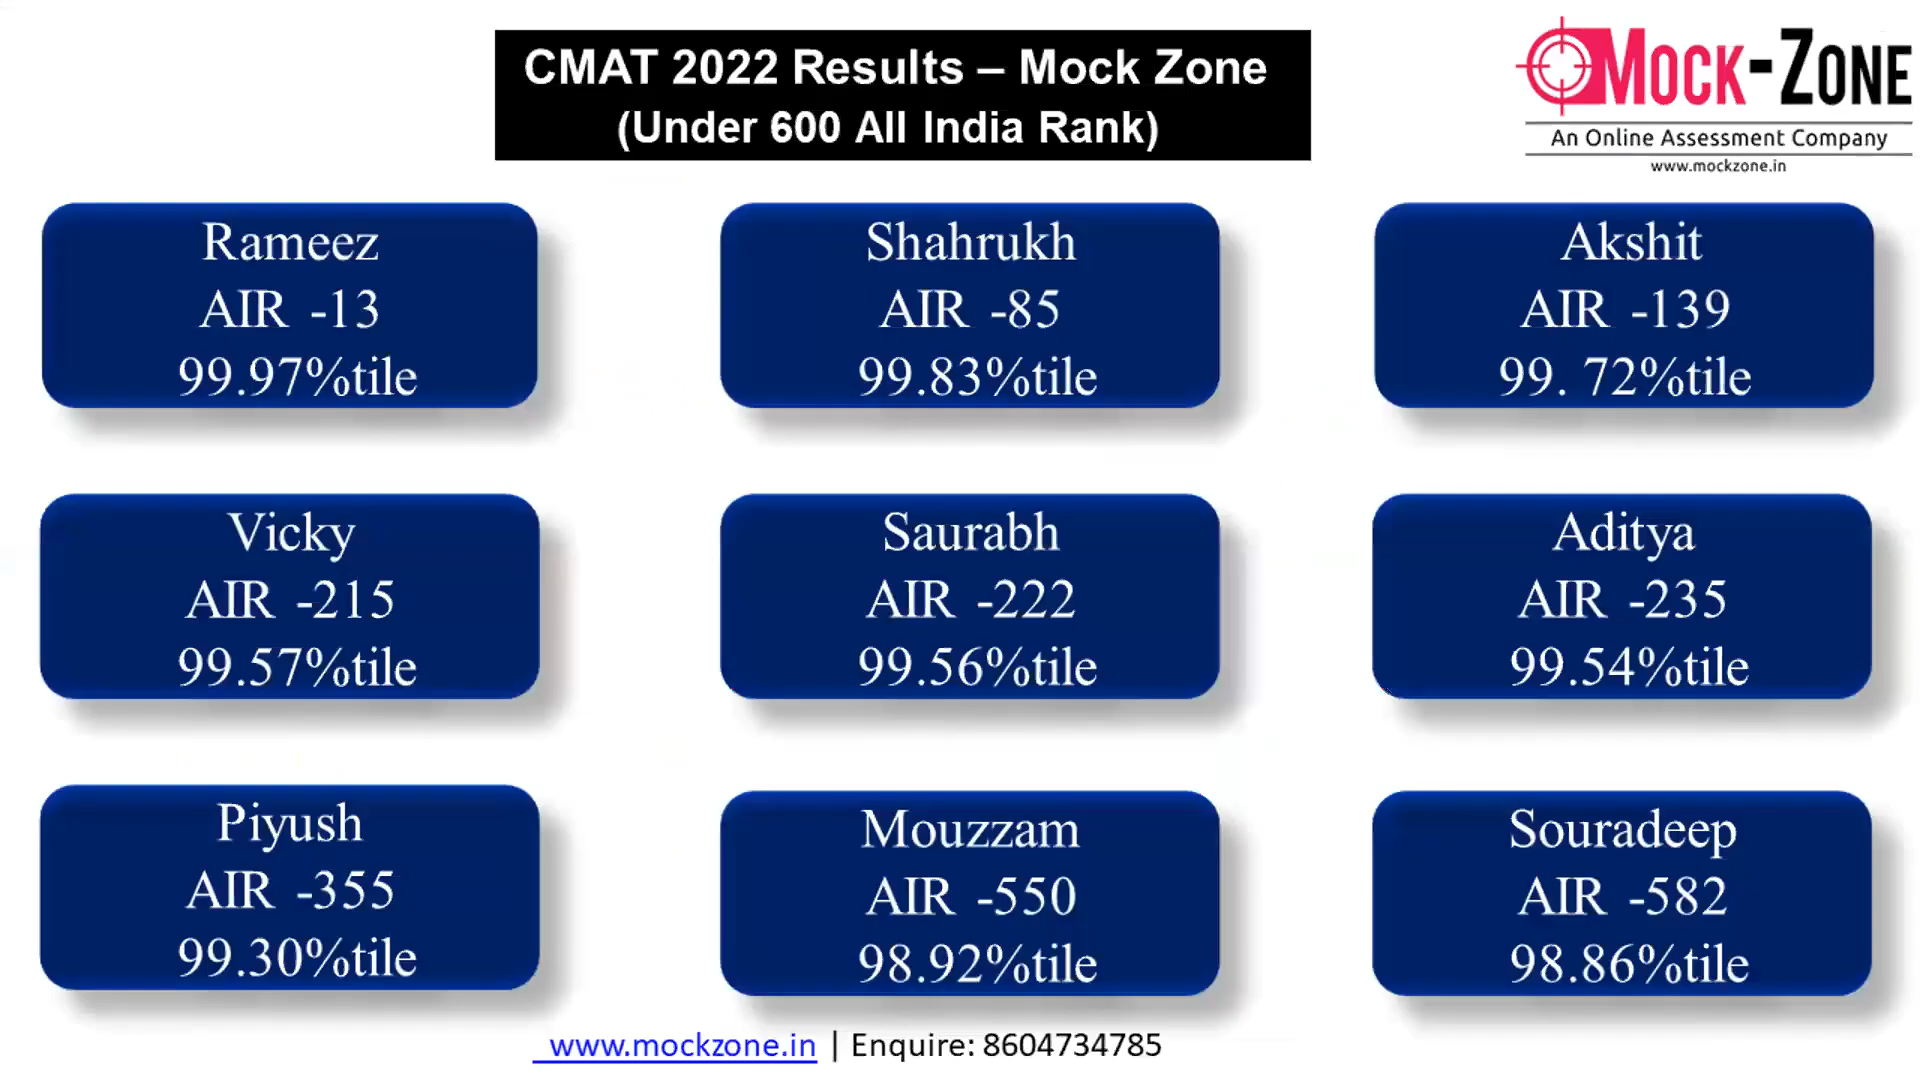 CMAT 2022 Results – Mock Zone
(Under 600 All India Rank)
MOCK-ZONE
An Online Assessment Company
www.mockzone.in
Rameez
AIR -13
99.97%tile
Shahrukh
AIR -85
99.83%tile
Akshit
AIR -139
99. 72%tile
Vicky
AIR -215
99.57%tile
Saurabh
AIR -222
99.56%tile
Aditya
AIR -235
99.54%tile
Piyush
AIR -355
99.30%tile
Mouzzam
AIR -550
98.92%tile
Souradeep
AIR -582
98.86%tile
www.mockzone.in | Enquire: 8604734785